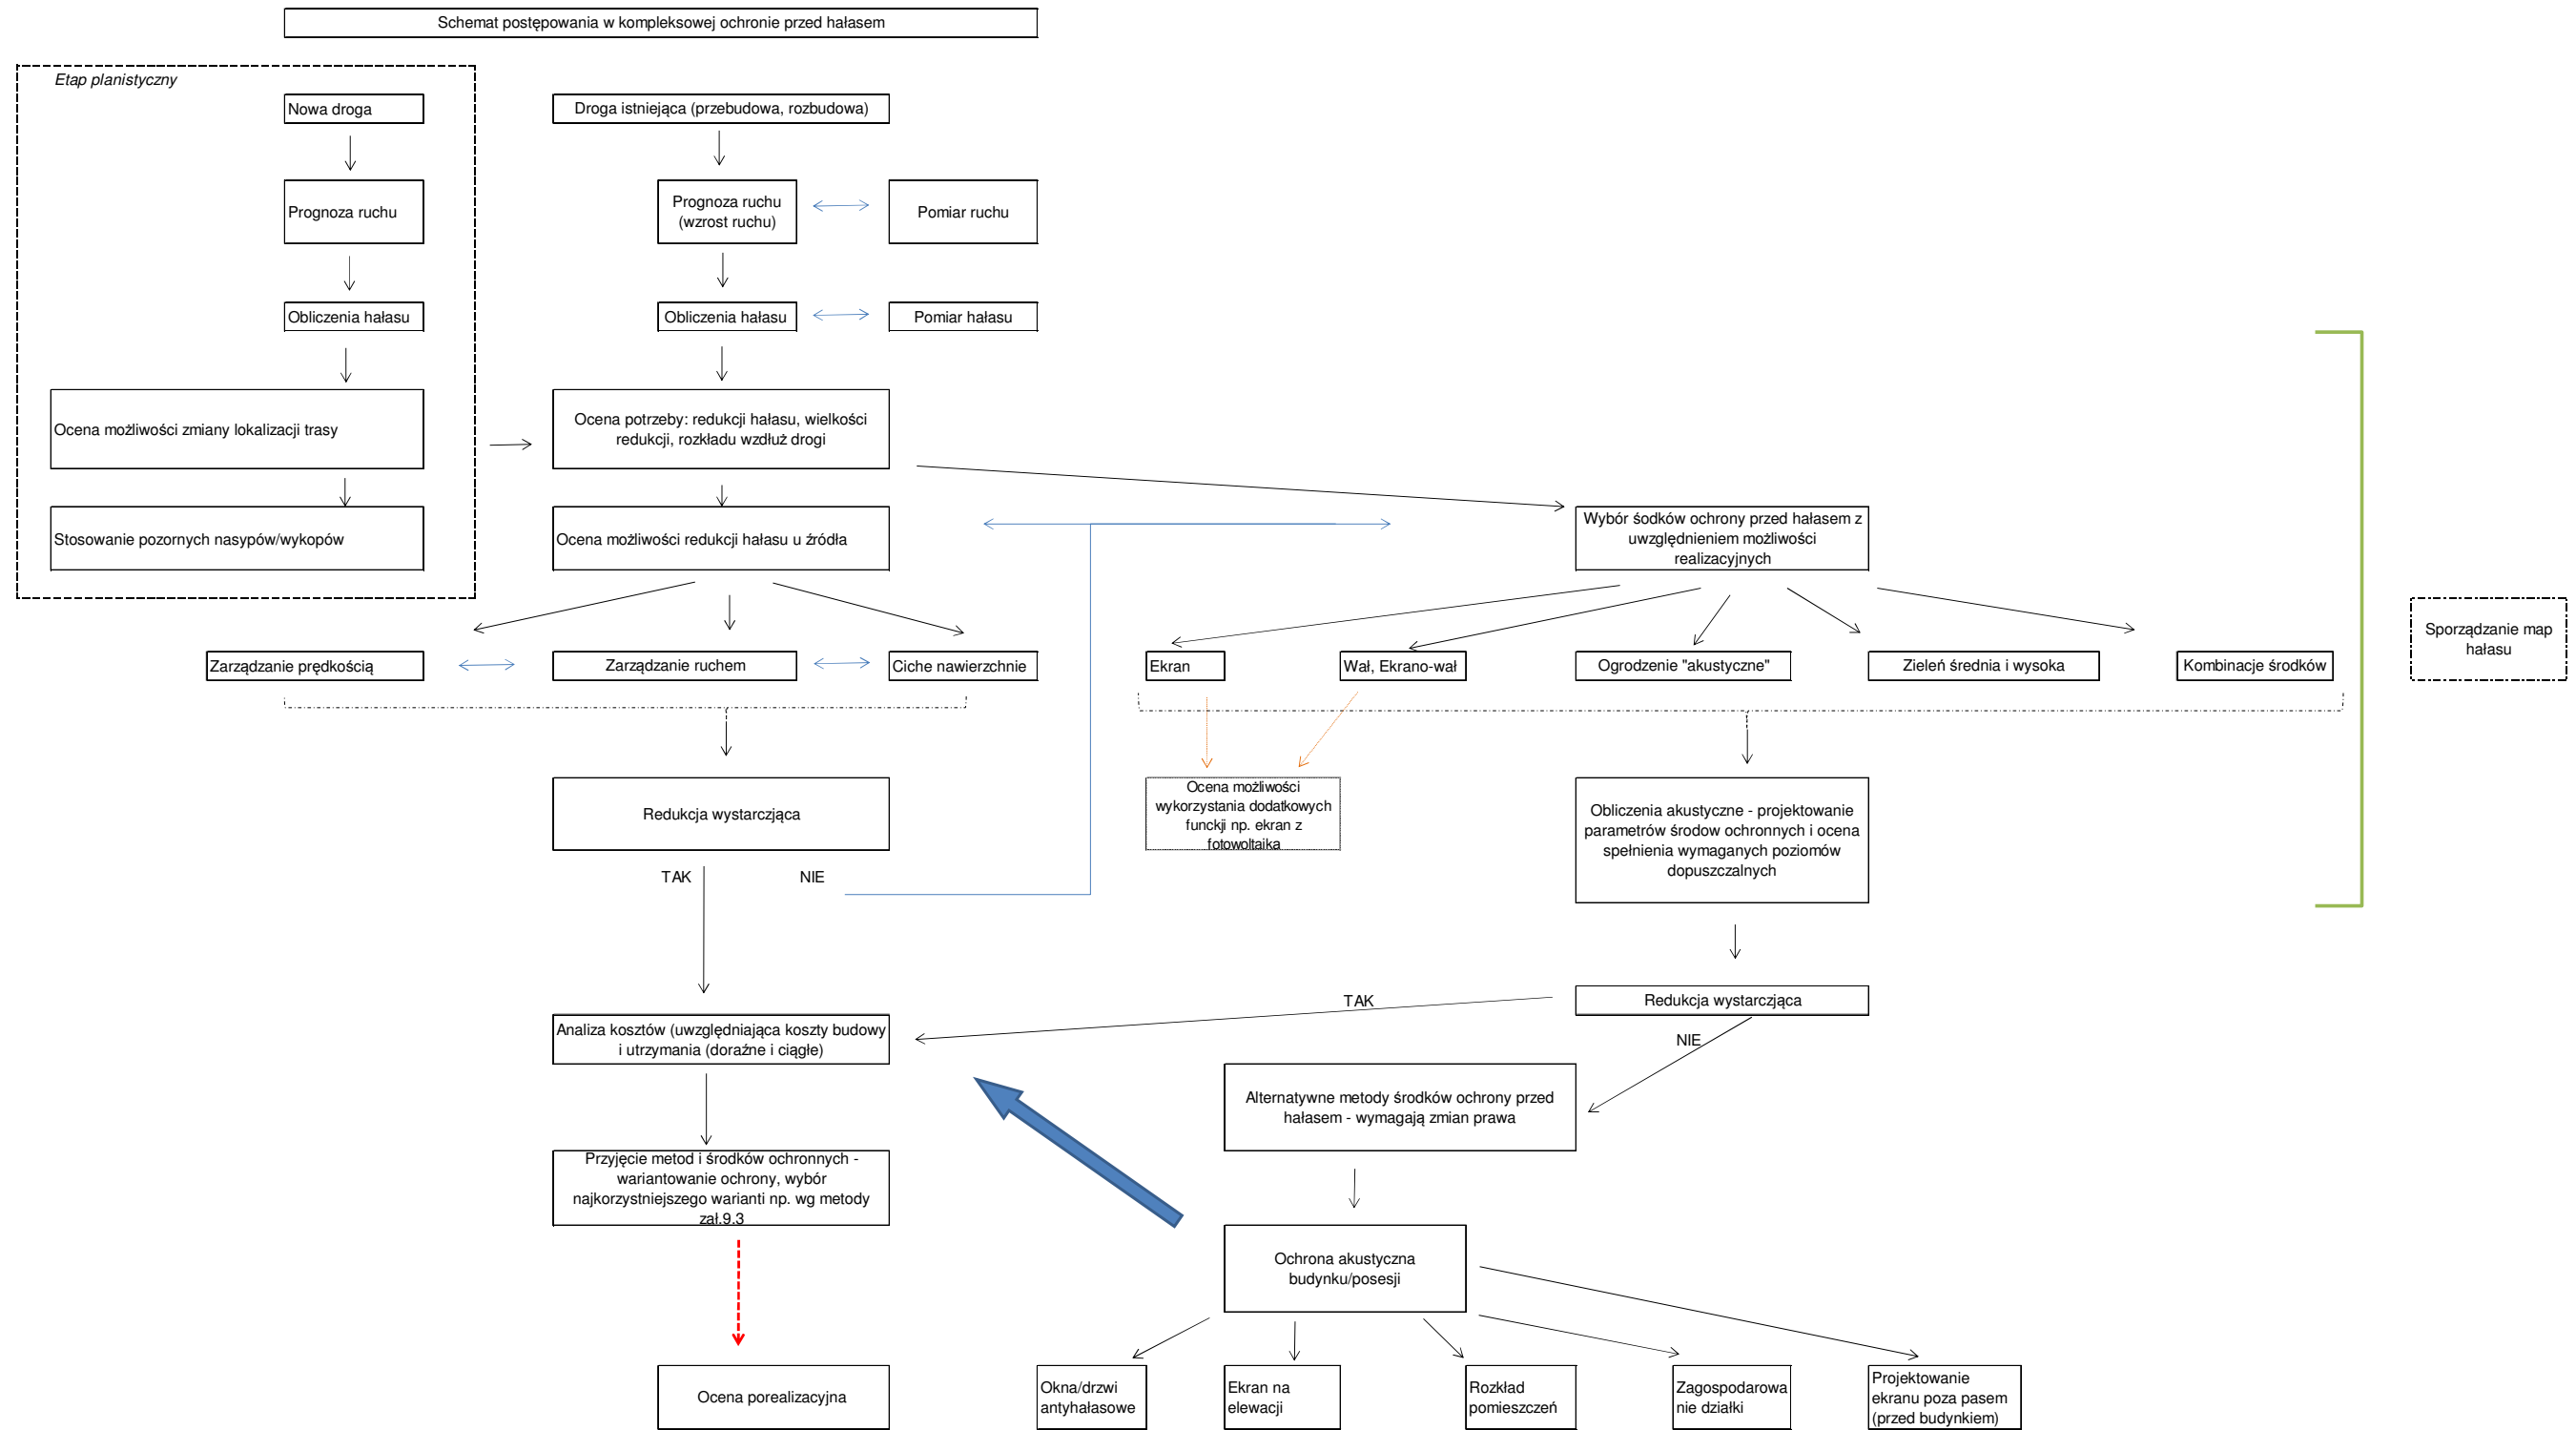 Schemat postępowania w kompleksowej ochronie przed hałasem
Etap planistyczny
Nowa droga
Droga istniejąca (przebudowa, rozbudowa)
Prognoza ruchu
Prognoza ruchu
(wzrost ruchu)
Pomiar ruchu
Obliczenia hałasu
Obliczenia hałasu
Pomiar hałasu
Ocena możliwości zmiany lokalizacji trasy
Ocena potrzeby: redukcji hałasu, wielkości
redukcji, rozkładu wzdłuż drogi
Stosowanie pozornych nasypów/wykopów
Ocena możliwości redukcji hałasu u źródła
Wybór śodków ochrony przed hałasem z
uwzględnieniem możliwości
realizacyjnych
Sporządzanie map
hałasu
Zarządzanie prędkością
Zarządzanie ruchem
Ciche nawierzchnie
Ekran
Wał, Ekrano-wał
Ogrodzenie "akustyczne"
Zieleń średnia i wysoka
Kombinacje środków
Redukcja wystarcząjąca
Ocena możliwości
wykorzystania dodatkowych
funckji np. ekran z
fotowoltaika
Obliczenia akustyczne - projektowanie
parametrów środow ochronnych i ocena
spełnienia wymaganych poziomów
dopuszczalnych
TAK
NIE
Redukcja wystarcząjąca
TAK
NIE
Analiza kosztów (uwzględniająca koszty budowy
i utrzymania (doraźne i ciągłe)
Alternatywne metody środków ochrony przed
hałasem - wymagają zmian prawa
Przyjęcie metod i środków ochronnych -
wariantowanie ochrony, wybór
najkorzystniejszego warianti np. wg metody
zał.9.3
Ochrona akustyczna
budynku/posesji
Ocena porealizacyjna
Okna/drzwi
antyhałasowe
Ekran na
elewacji
Rozkład
pomieszczeń
Zagospodarowa
nie działki
Projektowanie
ekranu poza pasem
(przed budynkiem)